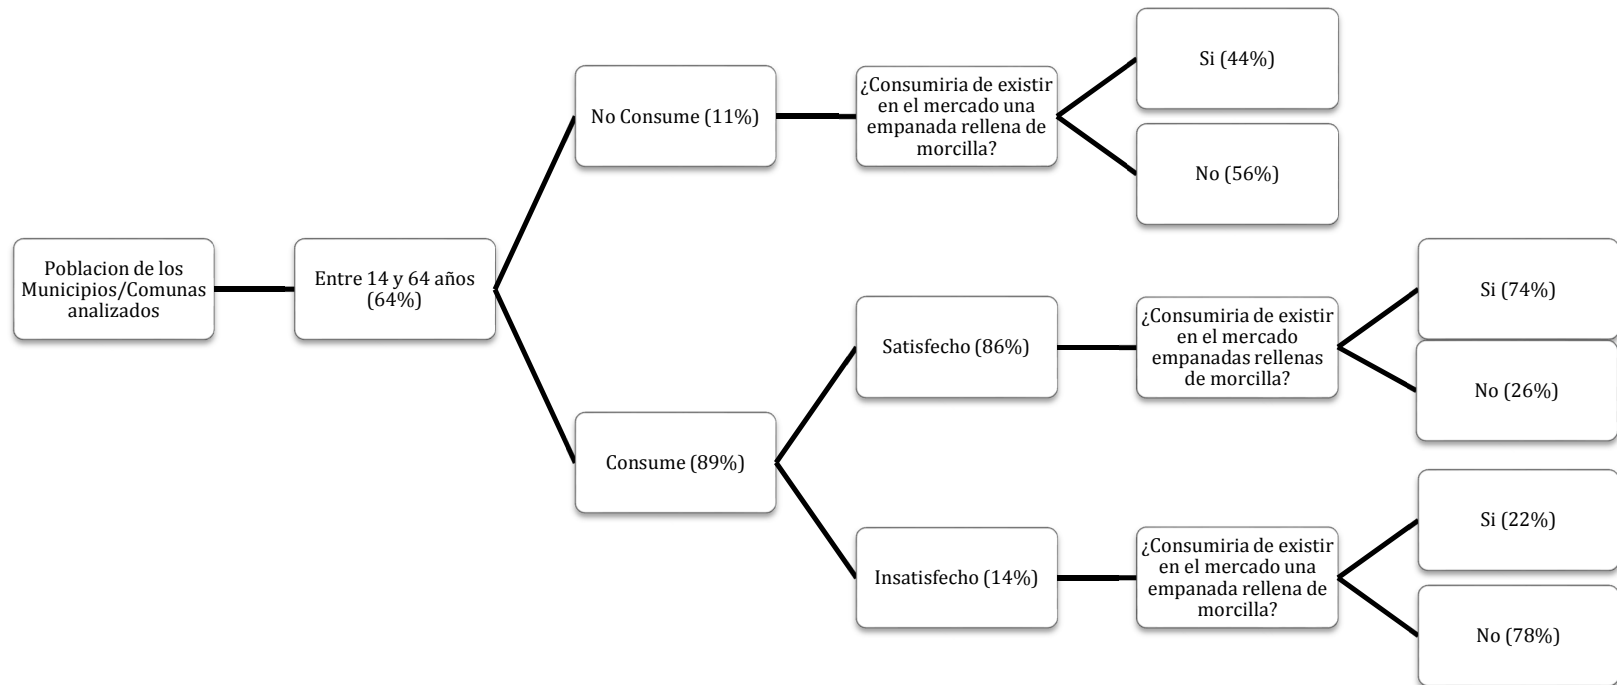 Poblacion de los
Municipios/Comunas
analizados
Entre 14 y 64 años
(64%)
No Consume (11%)
¿Consumiria de existir
en el mercado una
empanada rellena de
morcilla?
Si (44%)
No (56%)
Consume (89%)
Satisfecho (86%)
¿Consumiria de existir
en el mercado
empanadas rellenas
de morcilla?
Si (74%)
No (26%)
Insatisfecho (14%)
¿Consumiria de existir
en el mercado una
empanada rellena de
morcilla?
Si (22%)
No (78%)